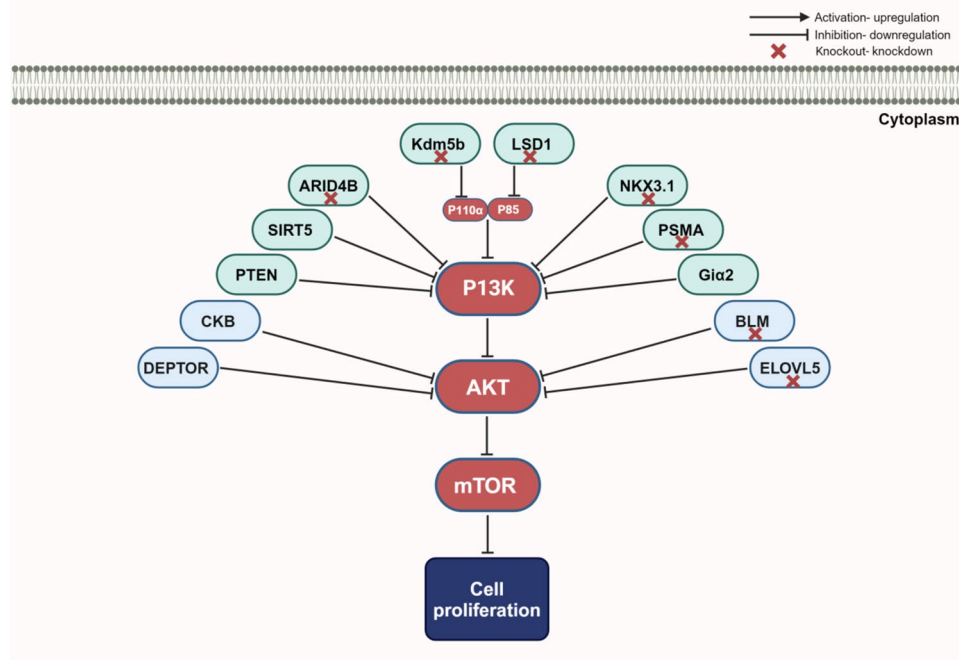 Activation- upregulation
Inhibition- downregulation
Knockout- knockdown
Cytoplasm
Kdm5b
LSD1
ARID4B
NKX3.1
P110α
P85
SIRT5
PSMA
PTEN
Giα2
P13K
CKB
BLM
DEPTOR
ELOVL5
AKT
mTOR
Cell
proliferation